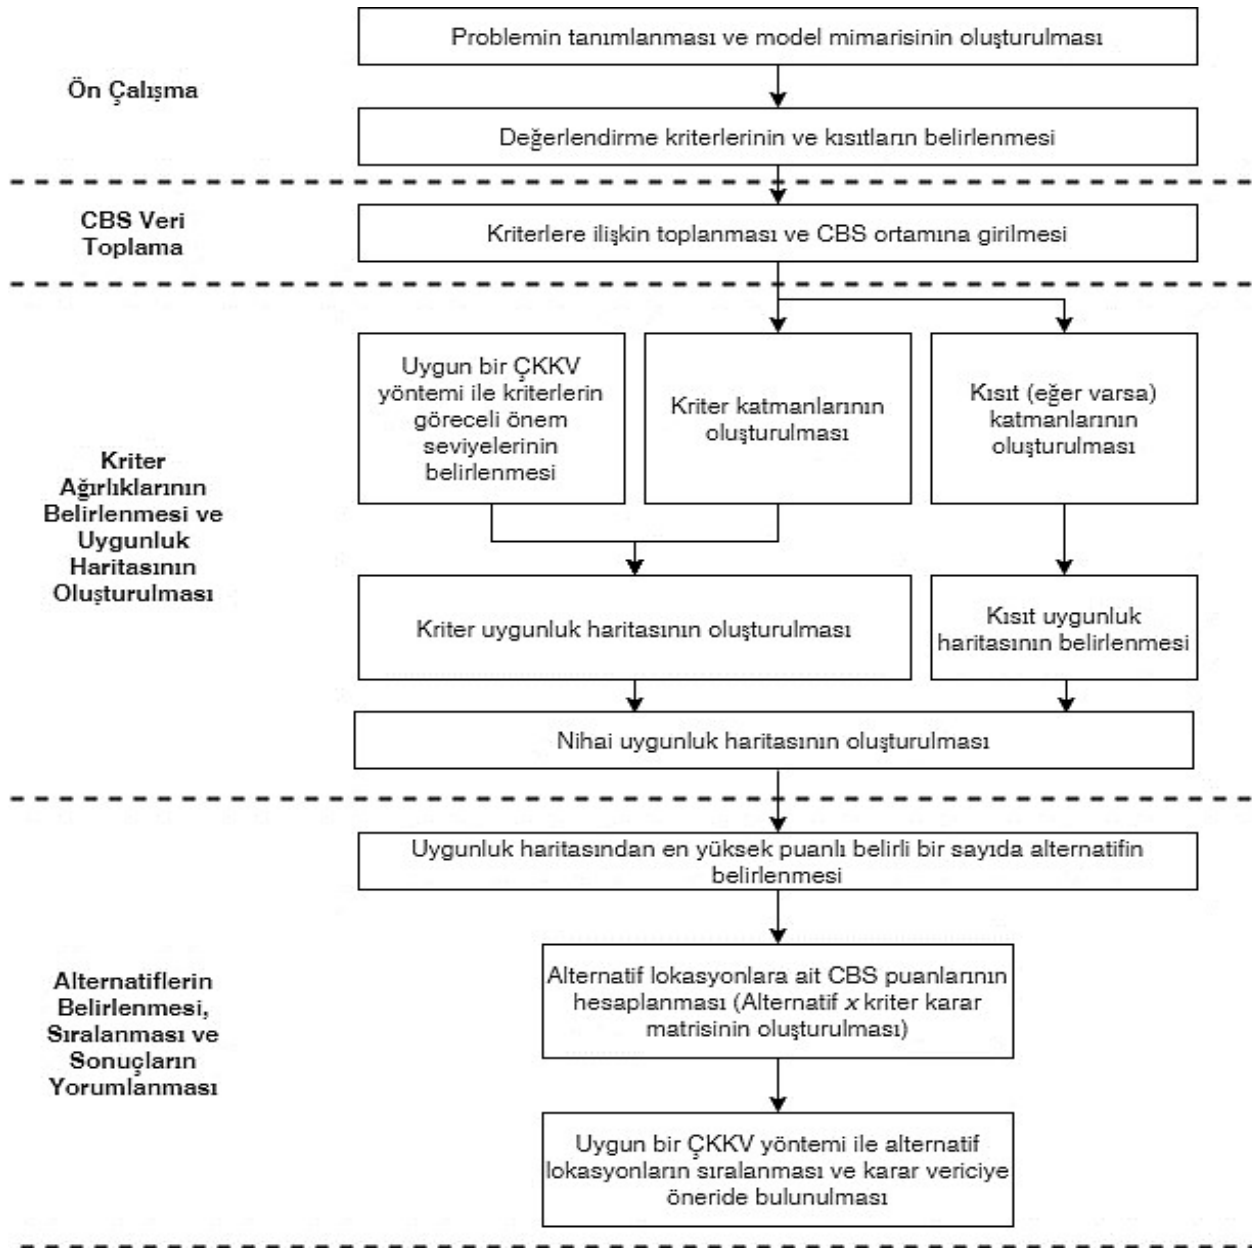 Problemin tanımlanması ve model mimarisinin oluşturulması
Ön Çalışma
Değerlendirme kriterlerinin ve kısıtların belirlenmesi
CBS Veri
Toplama
Kriterlere ilişkin toplanması ve CBS ortamına girilmesi
Kriter
Ağırlıklarının
Belirlenmesi ve
Uygunluk
Haritasının
Oluşturulması
Uygun bir ÇKKV
yöntemi ile kriterlerin
göreceli önem
seviyelerinin
belirlenmesi
Kriter katmanlarının
oluşturulması
Kısıt (eğer varsa)
katmanlarının
oluşturulması
Kriter uygunluk haritasının oluşturulması
Kısıt uygunluk
haritasının belirlenmesi
Nihai uygunluk haritasının oluşturulması
Uygunluk haritasından en yüksek puanlı belirli bir sayıda alternatifin
belirlenmesi
Alternatiflerin
Belirlenmesi,
Sıralanması ve
Sonuçların
Yorumlanması
Alternatif lokasyonlara ait CBS puanlarının
hesaplanması (Alternatif x kriter karar
matrisinin oluşturulması)
Uygun bir ÇKKV yöntemi ile alternatif
lokasyonların sıralanması ve karar vericiye
öneride bulunulması